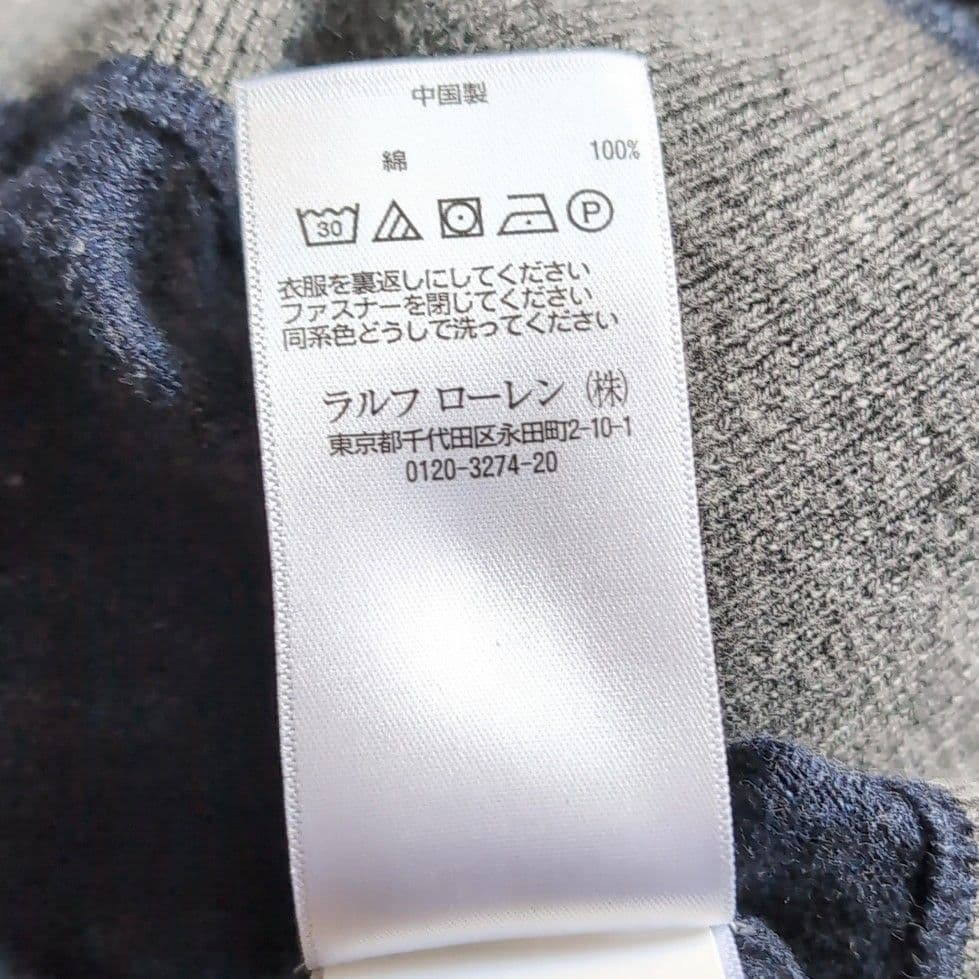 中国製
綿 100%
30 P
衣服を裏返しにしてください
ファスナーを閉じてください
同系色どうしで洗ってください
ラルフ ローレン (株)
東京都千代田区永田町2-10-1
0120-3274-20